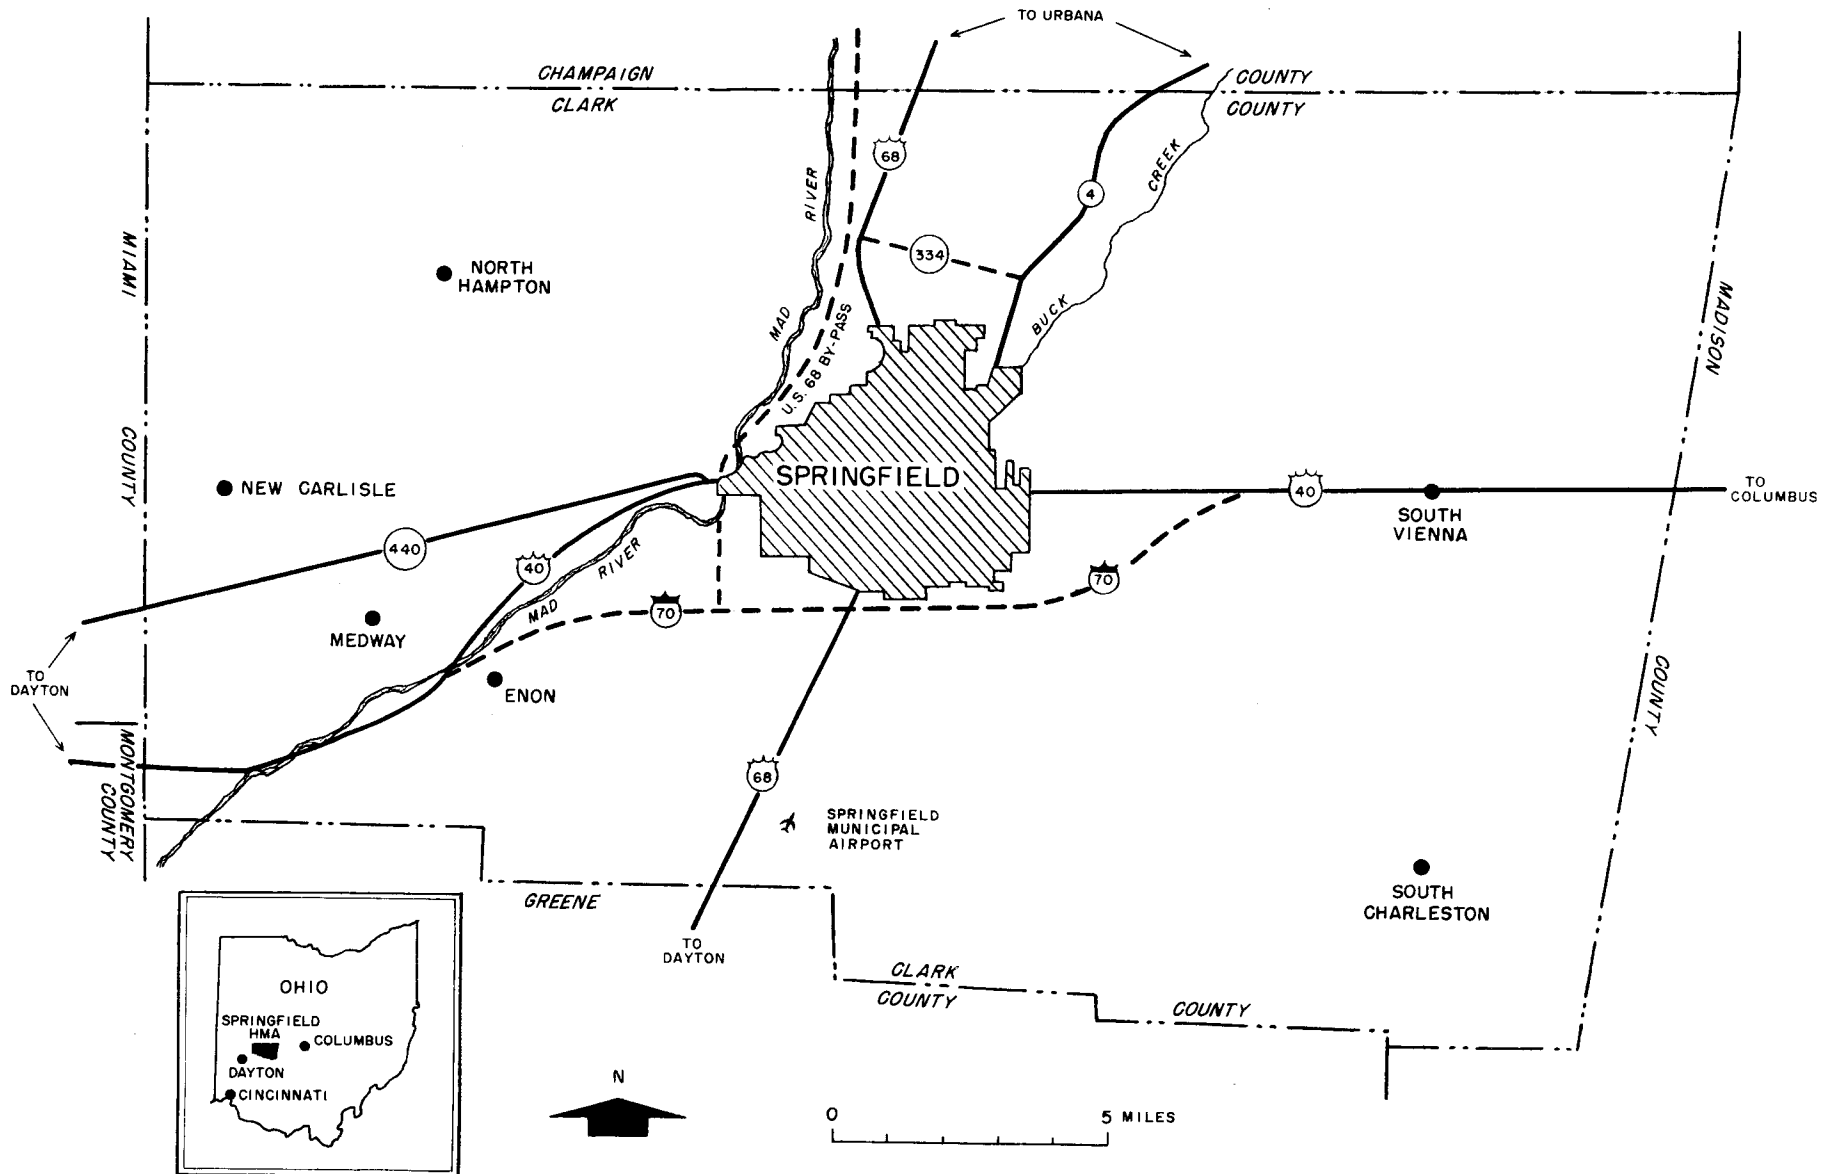 TO URBANA
CHAMPAIGN
COUNTY
CLARK
COUNTY
68
4
RIVER
CREEK
MIAMI
COUNTY
334
NORTH
HAMPTON
MAD
U.S. 68 BY-PASS
BUCK
MADISON
COUNTY
SPRINGFIELD
NEW CARLISLE
40
TO
COLUMBUS
SOUTH
VIENNA
440
40
RIVER
MAD
70
70
MEDWAY
ENON
TO
DAYTON
MONTGOMERY
COUNTY
68
SPRINGFIELD
MUNICIPAL
AIRPORT
SOUTH
CHARLESTON
GREENE
TO
DAYTON
CLARK
COUNTY
COUNTY
OHIO
SPRINGFIELD
HMA
COLUMBUS
DAYTON
CINCINNATI
N
0
5 MILES